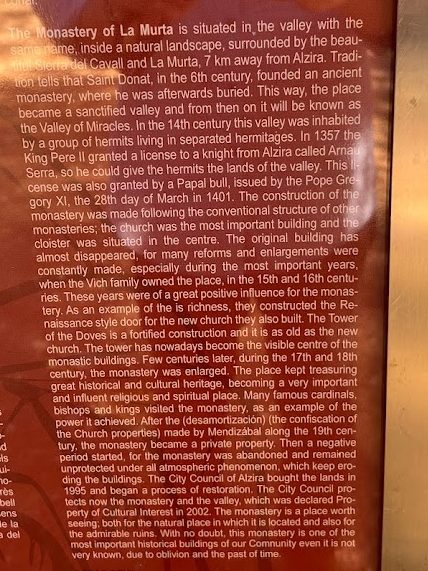 The Monastery of La Murta is situated in the valley with the
same name, inside a natural landscape, surrounded by the beau-
tiful Sierra del Cavall and La Murta, 7 km away from Alzira. Tradi-
tion tells that Saint Donat, in the 6th century, founded an ancient
monastery, where he was afterwards buried. This way, the place
became a sanctified valley and from then on it will be known as
the Valley of Miracles. In the 14th century this valley was inhabited
by a group of hermits living in separated hermitages. In 1357 the
King Pere II granted a license to a knight from Alzira called Arnau
Serra, so he could give the hermits the lands of the valley. This li-
cense was also granted by a Papal bull, issued by the Pope Gre-
gory XI, the 28th day of March in 1401. The construction of the
monastery was made following the conventional structure of other
monasteries; the church was the most important building and the
cloister was situated in the centre. The original building has
almost disappeared, for many reforms and enlargements were
constantly made, especially during the most important years,
when the Vich family owned the place, in the 15th and 16th centu-
ries. These years were of a great positive influence for the monas-
tery. As an example of the is richness, they constructed the Re-
naissance style door for the new church they also built. The Tower
of the Doves is a fortified construction and it is as old as the new
church. The tower has nowadays become the visible centre of the
monastic buildings. Few centuries later, during the 17th and 18th
century, the monastery was enlarged. The place kept treasuring
great historical and cultural heritage, becoming a very important
and influent religious and spiritual place. Many famous cardinals,
bishops and kings visited the monastery, as an example of the
power it achieved. After the (desamortización) (the confiscation of
the Church properties) made by Mendizábal along the 19th cen-
tury, the monastery became a private property. Then a negative
period started, for the monastery was abandoned and remained
unprotected under all atmospheric phenomenon, which keep ero-
ding the buildings. The City Council of Alzira bought the lands in
1995 and began a process of restoration. The City Council pro-
tects now the monastery and the valley, which was declared Pro-
perty of Cultural Interest in 2002. The monastery is a place worth
seeing; both for the natural place in which it is located and also for
the admirable ruins. With no doubt, this monastery is one of the
most important historical buildings of our Community even it is not
very known, due to oblivion and the past of time.